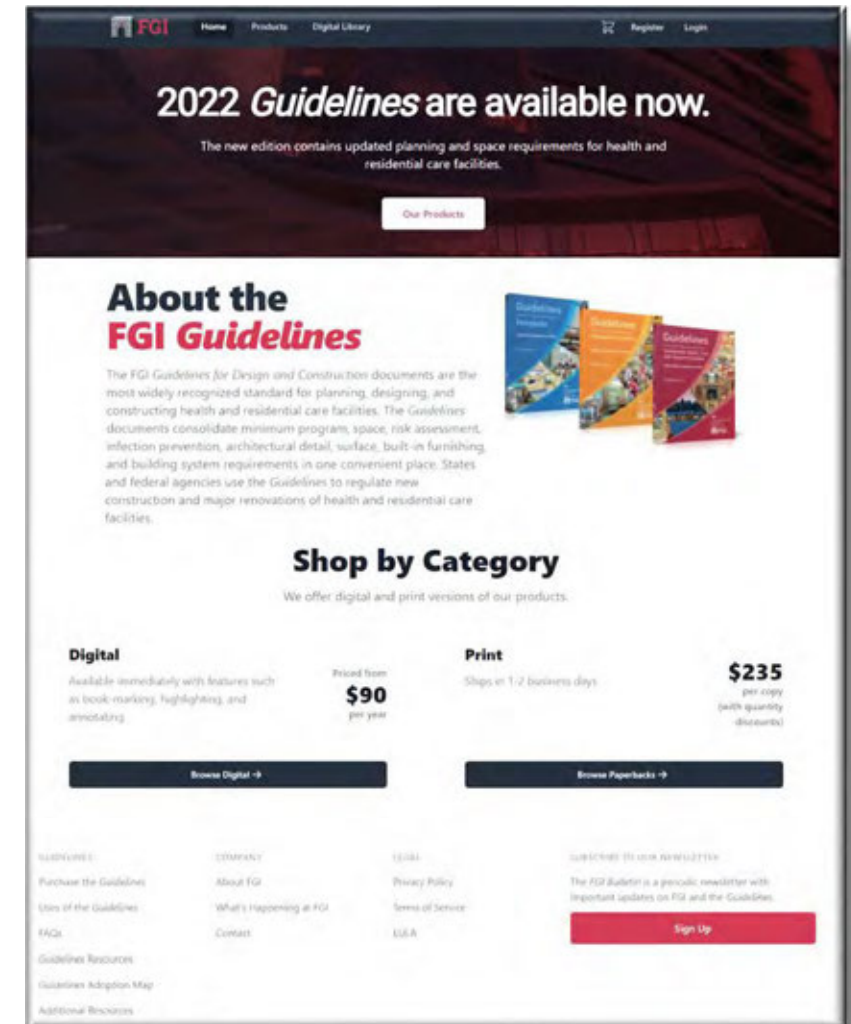 FGI
Home Products Digital Library Register Login
2022 Guidelines are available now.
The new edition contains updated planning and space requirements for health and
residential care facilities.
Our Products
About the
FGI Guidelines
The FGI Guidelines for Design and Construction documents are the
most widely recognized standard for planning, designing, and
constructing health and residential care facilities. The Guidelines
documents consolidate minimum program, space, risk assessment,
infection prevention, architectural detail, surface, built-in furnishing,
and building system requirements in one convenient place. States
and federal agencies use the Guidelines to regulate new
construction and major renovations of health and residential care
facilities.
Guidelines
Guidelines
Guidelines
Shop by Category
We offer digital and print versions of our products.
Digital
Available immediately with features such
as book-marking, highlighting, and
annotating.
Priced from
$90
per year
Browse Digital →
Print
Ships in 1-2 business days
$235
per copy
(with quantity
discounts)
Browse Paperbacks →
GUIDELINES
Purchase the Guidelines
Uses of the Guidelines
FAQs
Guidelines Resources
Guidelines Adoption Map
Additional Resources
COMPANY
About FGI
What's Happening at FGI
Contact
LEGAL
Privacy Policy
Terms of Service
EULA
SUBSCRIBE TO OUR NEWSLETTER
The FGI Bulletin is a periodic newsletter with
important updates on FGI and the Guidelines.
Sign Up